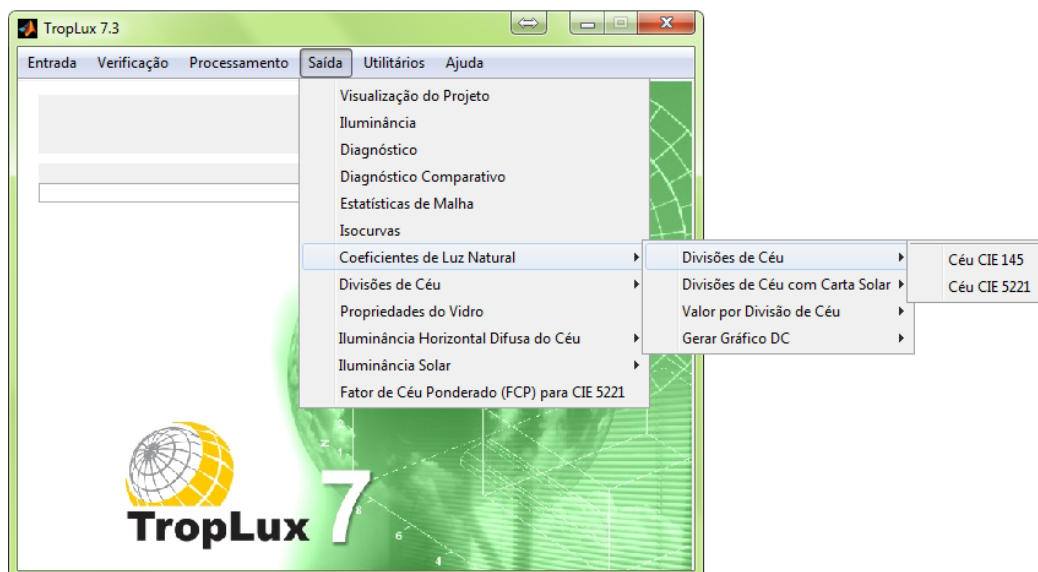 TropLux 7.3
Entrada Verificação Processamento Saída Utilitários Ajuda
Visualização do Projeto
Iluminância
Diagnóstico
Diagnóstico Comparativo
Estatísticas de Malha
Isocurvas
Coeficientes de Luz Natural
Divisões de Céu
Propriedades do Vidro
Iluminância Horizontal Difusa do Céu
Iluminância Solar
Fator de Céu Ponderado (FCP) para CIE 5221
Divisões de Céu
Divisões de Céu com Carta Solar
Valor por Divisão de Céu
Gerar Gráfico DC
Céu CIE 145
Céu CIE 5221
TropLux 7
N
8
6
4